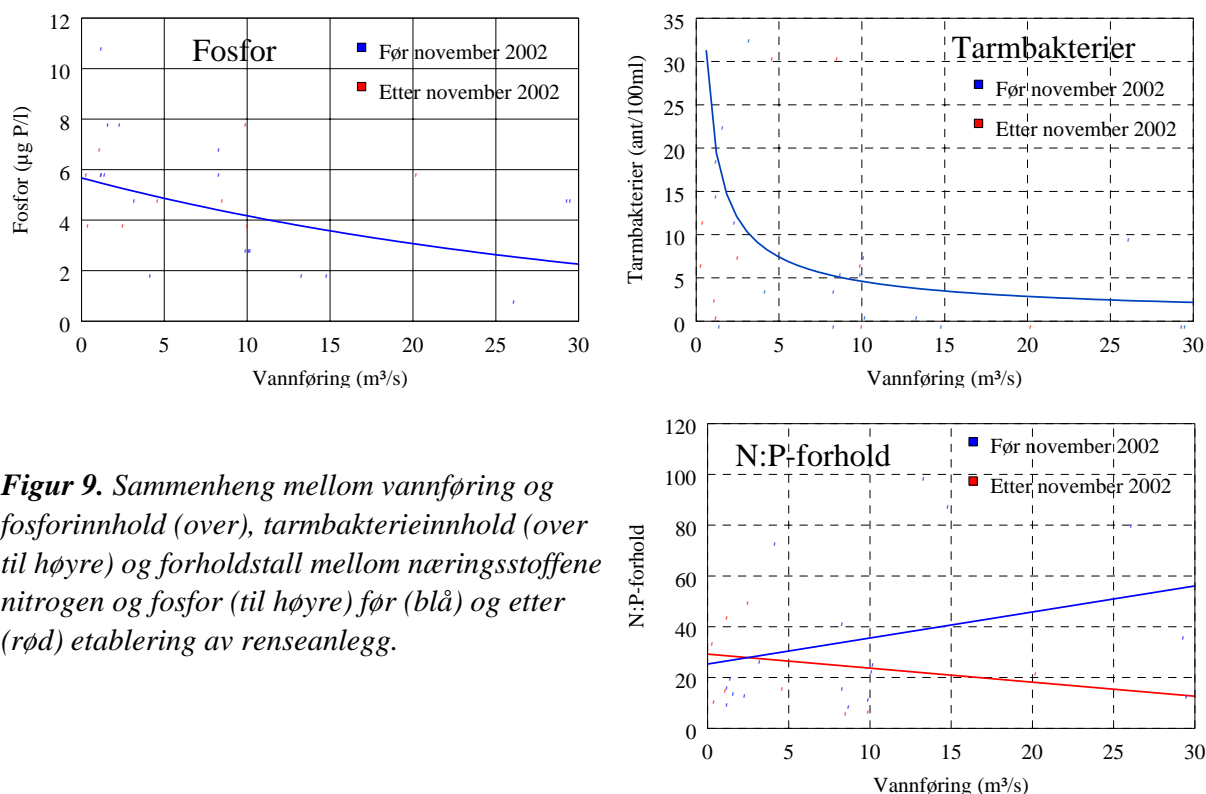 Fosfor
Før november 2002
Etter november 2002
12
10
8
6
4
2
0
Fosfor (µg P/l)
0 5 10 15 20 25 30
Vannføring (m³/s)
Tarmbakterier
Før november 2002
Etter november 2002
35
30
25
20
15
10
5
0
Tarmbakterier (ant/100ml)
0 5 10 15 20 25 30
Vannføring (m³/s)
Figur 9. Sammenheng mellom vannføring og
fosforinnhold (over), tarmbakterieinnhold (over
til høyre) og forholdstall mellom næringsstoffene
nitrogen og fosfor (til høyre) før (blå) og etter
(rød) etablering av renseanlegg.
N:P-forhold
Før november 2002
Etter november 2002
120
100
80
60
40
20
0
N:P-forhold
0 5 10 15 20 25 30
Vannføring (m³/s)